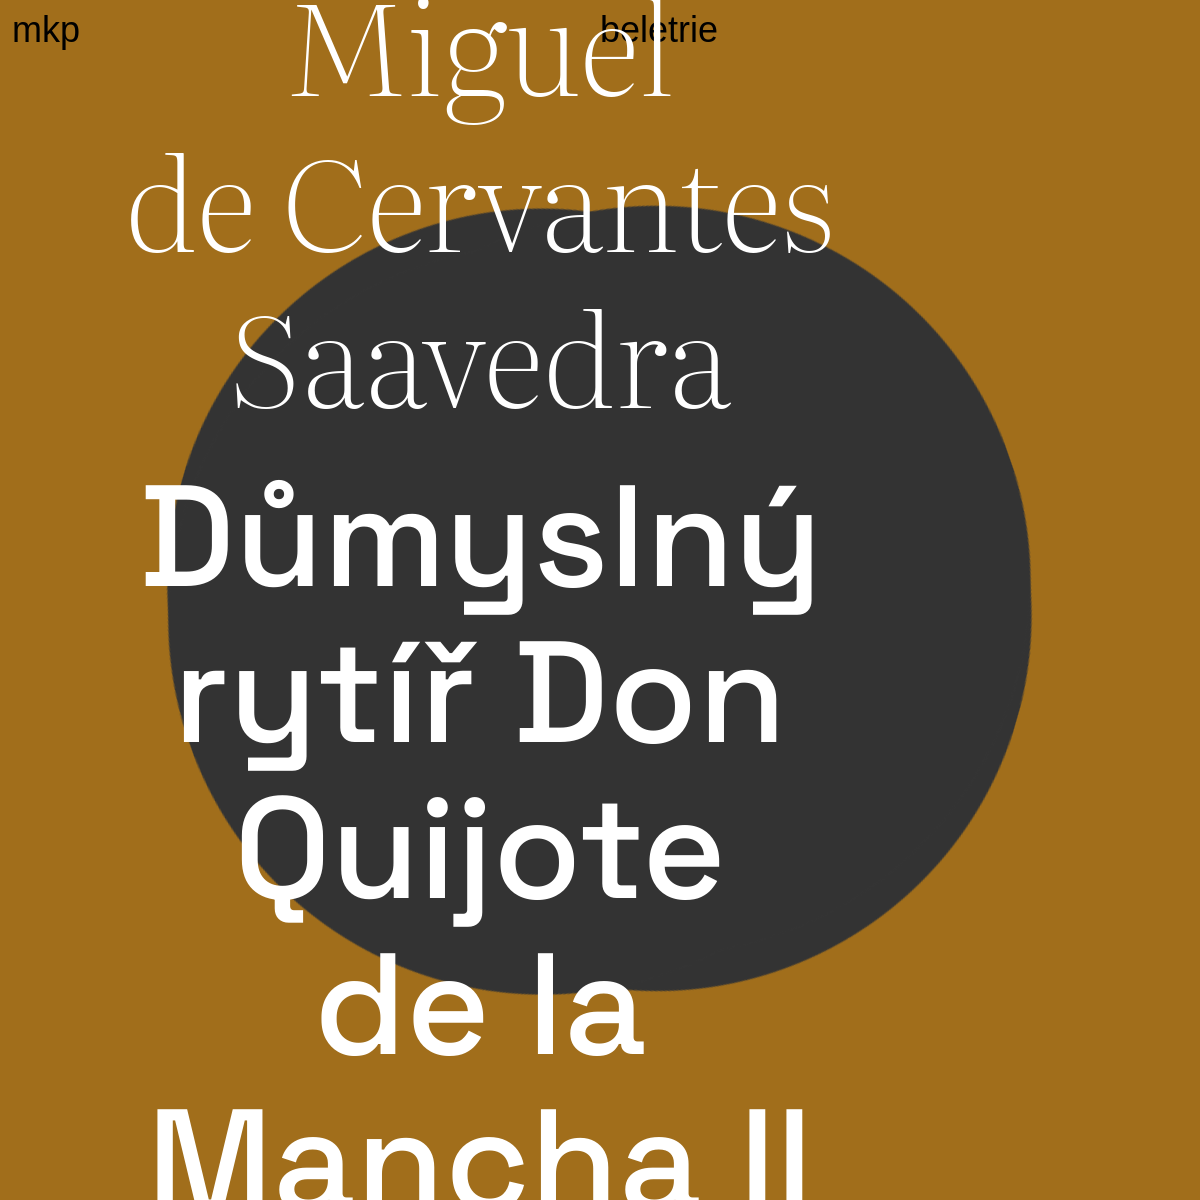 mkp
beletrie
Miguel
de Cervantes
Saavedra
Důmyslný
rytíř Don
Quijote
de la
Mancha II